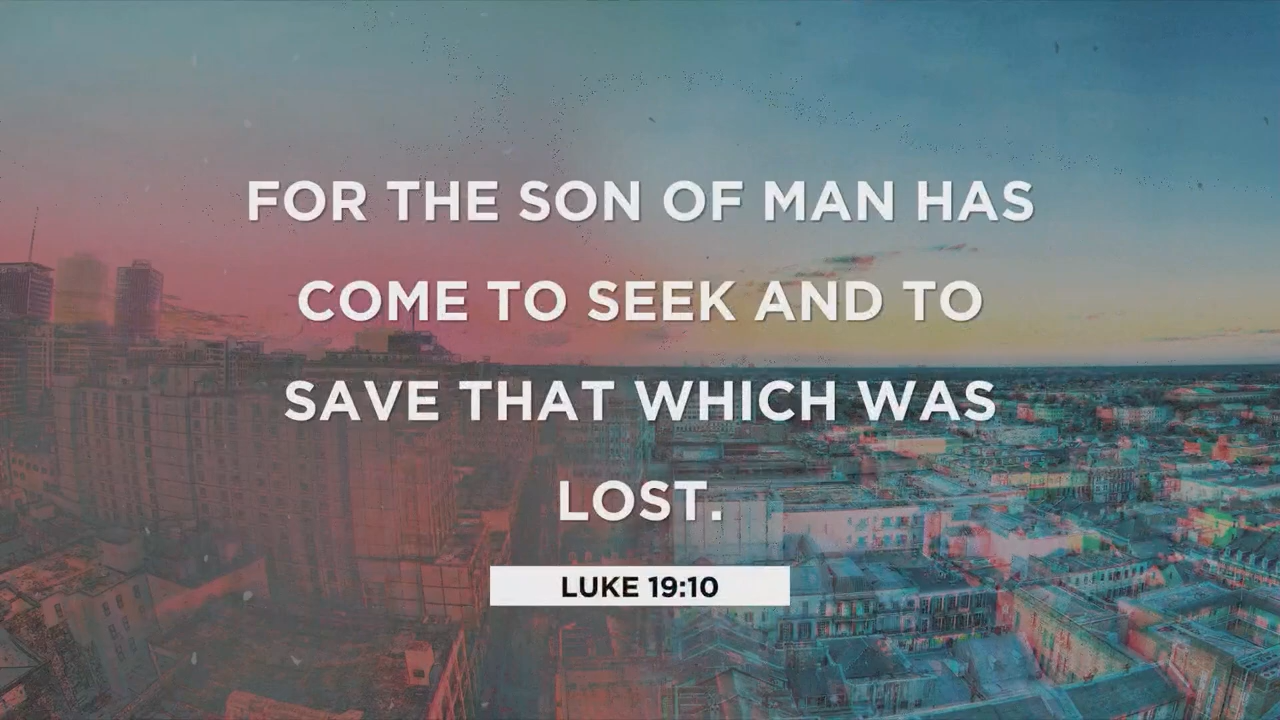 FOR THE SON OF MAN HAS
COME TO SEEK AND TO
SAVE THAT WHICH WAS
LOST.
LUKE 19:10